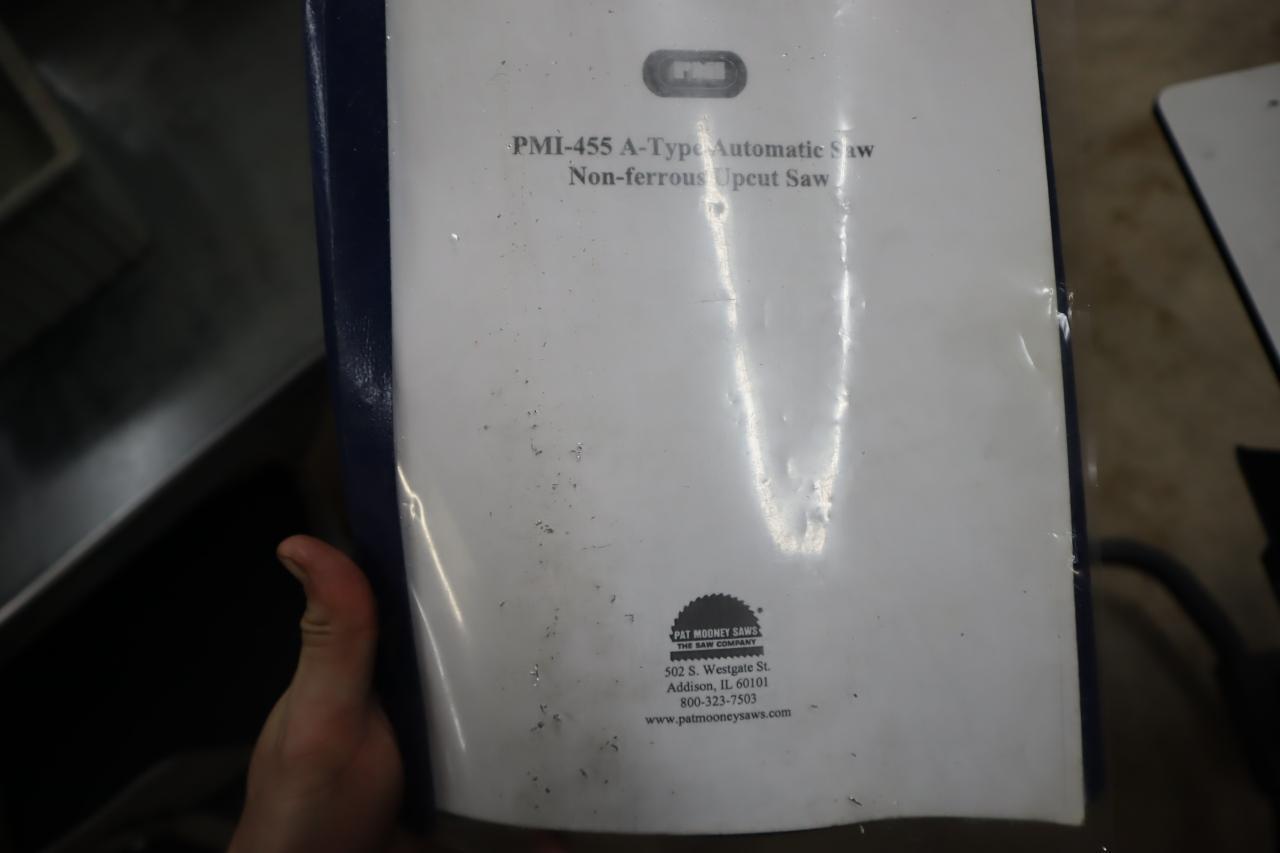 PMI
PMI-455 A-Type Automatic Saw
Non-ferrous Upcut Saw
PAT MOONEY SAWS
®
THE SAW COMPANY
502 S. Westgate St.
Addison, IL 60101
800-323-7503
www.patmooneysaws.com